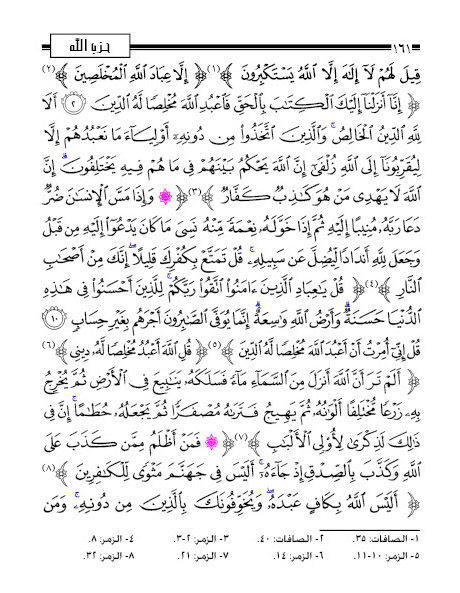 حزب الله ١٦١
قِيلَ لَهُمْ لَآ إِلَٰهَ إِلَّا ٱللَّهُ يَسْتَكْبِرُونَ ﴾(١) ﴿ إِلَّا عِبَادَ ٱللَّهِ ٱلْمُخْلَصِينَ ﴾(٢)
﴿ إِنَّآ أَنزَلْنَآ إِلَيْكَ ٱلْكِتَٰبَ بِٱلْحَقِّ فَٱعْبُدِ ٱللَّهَ مُخْلِصًا لَّهُ ٱلدِّينَ ٢ أَلَا
لِلَّهِ ٱلدِّينُ ٱلْخَالِصُ ۚ وَٱلَّذِينَ ٱتَّخَذُوا۟ مِن دُونِهِۦٓ أَوْلِيَآءَ مَا نَعْبُدُهُمْ إِلَّا
لِيُقَرِّبُونَآ إِلَى ٱللَّهِ زُلْفَىٰٓ إِنَّ ٱللَّهَ يَحْكُمُ بَيْنَهُمْ فِى مَا هُمْ فِيهِ يَخْتَلِفُونَ ۗ إِنَّ
ٱللَّهَ لَا يَهْدِى مَنْ هُوَ كَٰذِبٌ كَفَّارٌ ﴾(٣) ﴿ ۞ وَإِذَا مَسَّ ٱلْإِنسَٰنَ ضُرٌّ
دَعَا رَبَّهُۥ مُنِيبًا إِلَيْهِ ثُمَّ إِذَا خَوَّلَهُۥ نِعْمَةً مِّنْهُ نَسِىَ مَا كَانَ يَدْعُوٓا۟ إِلَيْهِ مِن قَبْلُ
وَجَعَلَ لِلَّهِ أَندَادًا لِّيُضِلَّ عَن سَبِيلِهِۦ ۚ قُلْ تَمَتَّعْ بِكُفْرِكَ قَلِيلًا ۖ إِنَّكَ مِنْ أَصْحَٰبِ
ٱلنَّارِ ﴾(٤) ﴿ قُلْ يَٰعِبَادِ ٱلَّذِينَ ءَامَنُوا۟ ٱتَّقُوا۟ رَبَّكُمْ ۚ لِلَّذِينَ أَحْسَنُوا۟ فِى هَٰذِهِ
ٱلدُّنْيَا حَسَنَةٌ ۗ وَأَرْضُ ٱللَّهِ وَٰسِعَةٌ ۗ إِنَّمَا يُوَفَّى ٱلصَّٰبِرُونَ أَجْرَهُم بِغَيْرِ حِسَابٍ ١٠
قُلْ إِنِّىٓ أُمِرْتُ أَنْ أَعْبُدَ ٱللَّهَ مُخْلِصًا لَّهُ ٱلدِّينَ ﴾(٥) ﴿ قُلِ ٱللَّهَ أَعْبُدُ مُخْلِصًا لَّهُۥ دِينِى ﴾(٦)
﴿ أَلَمْ تَرَ أَنَّ ٱللَّهَ أَنزَلَ مِنَ ٱلسَّمَآءِ مَآءً فَسَلَكَهُۥ يَنَٰبِيعَ فِى ٱلْأَرْضِ ثُمَّ يُخْرِجُ
بِهِۦ زَرْعًا مُّخْتَلِفًا أَلْوَٰنُهُۥ ثُمَّ يَهِيجُ فَتَرَىٰهُ مُصْفَرًّا ثُمَّ يَجْعَلُهُۥ حُطَٰمًا ۚ إِنَّ فِى
ذَٰلِكَ لَذِكْرَىٰ لِأُو۟لِى ٱلْأَلْبَٰبِ ﴾(٧) ﴿ ۞ فَمَنْ أَظْلَمُ مِمَّن كَذَبَ عَلَى
ٱللَّهِ وَكَذَّبَ بِٱلصِّدْقِ إِذْ جَآءَهُۥٓ ۚ أَلَيْسَ فِى جَهَنَّمَ مَثْوًى لِّلْكَٰفِرِينَ ﴾(٨)
﴿ أَلَيْسَ ٱللَّهُ بِكَافٍ عَبْدَهُۥ ۖ وَيُخَوِّفُونَكَ بِٱلَّذِينَ مِن دُونِهِۦ ۚ وَمَن
١- الصافات: ٣٥. ٢- الصافات: ٤٠. ٣- الزمر: ٢-٣. ٤- الزمر: ٨.
٥- الزمر: ١٠-١١. ٦- الزمر: ١٤. ٧- الزمر: ٢١. ٨- الزمر: ٣٢.